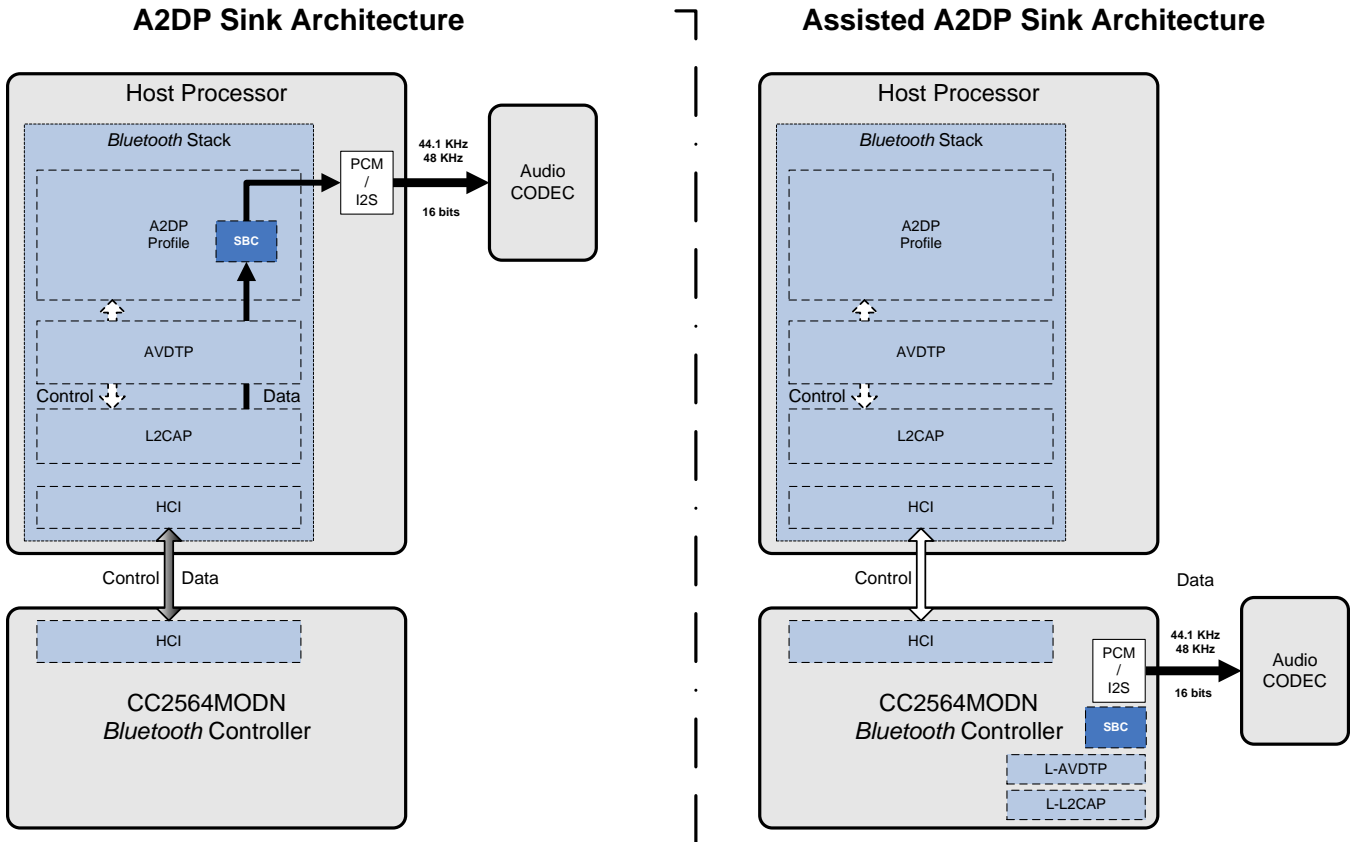 A2DP Sink Architecture
Host Processor
Bluetooth Stack
A2DP
Profile
SBC
PCM
/
I2S
44.1 KHz
48 KHz
16 bits
Audio
CODEC
AVDTP
Control
Data
L2CAP
HCI
Control
Data
HCI
CC2564MODN
Bluetooth Controller
Assisted A2DP Sink Architecture
Host Processor
Bluetooth Stack
A2DP
Profile
AVDTP
Control
L2CAP
HCI
Control
Data
HCI
CC2564MODN
Bluetooth Controller
PCM
/
I2S
44.1 KHz
48 KHz
16 bits
Audio
CODEC
SBC
L-AVDTP
L-L2CAP